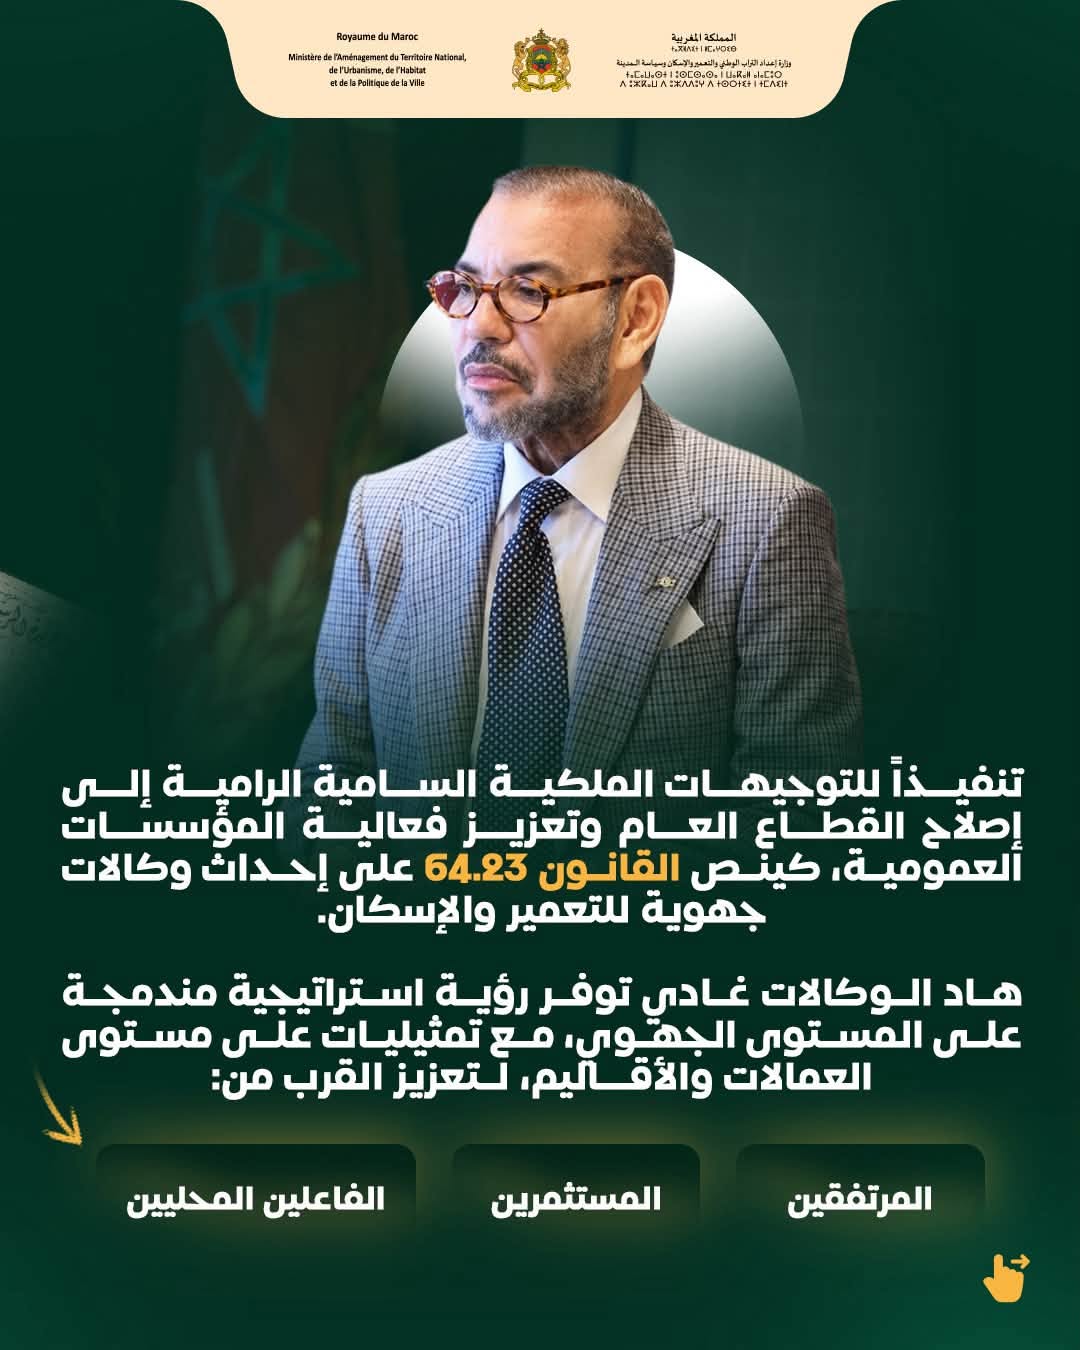 Royaume du Maroc
Ministère de l'Aménagement du Territoire National,
de l'Urbanisme, de l'Habitat
et de la Politique de la Ville
المملكة المغربية
ⵜⴰⴳⵍⴷⵉⵜ ⵏ ⵍⵎⵖⵔⵉⴱ
وزارة إعداد التراب الوطني والتعمير والإسكان وسياسة المدينة
تنفيذاً للتوجيهات الملكية السامية الرامية إلى
إصلاح القطاع العام وتعزيز فعالية المؤسسات
العمومية، كينص القانون 64.23 على إحداث وكالات
جهوية للتعمير والإسكان.
هاد الوكالات غادي توفر رؤية استراتيجية مندمجة
على المستوى الجهوي، مع تمثيليات على مستوى
العمالات والأقاليم، لتعزيز القرب من:
المرتفقين
المستثمرين
الفاعلين المحليين